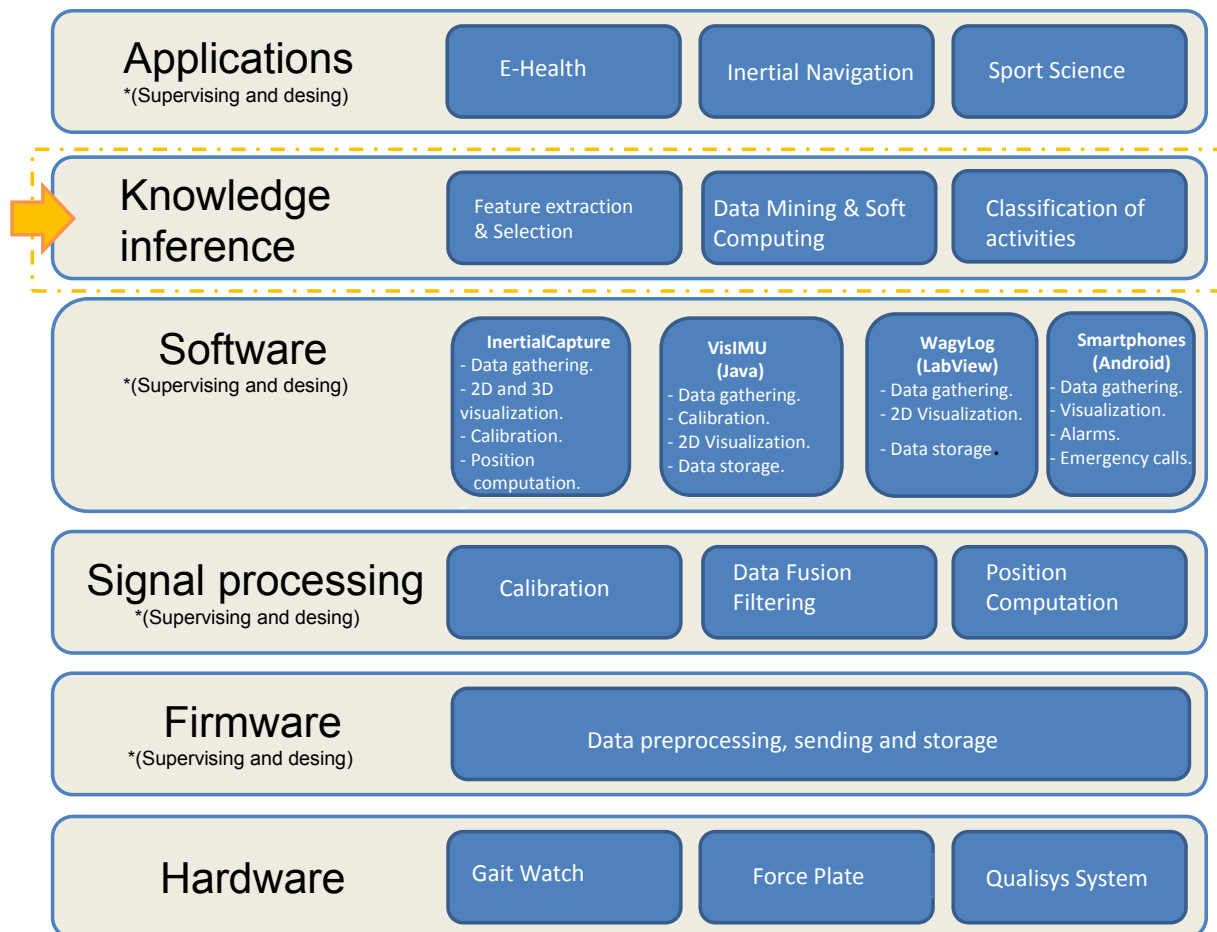 Applications
*(Supervising and desing)
E-Health
Inertial Navigation
Sport Science
Knowledge
inference
Feature extraction
& Selection
Data Mining & Soft
Computing
Classification of
activities
Software
*(Supervising and desing)
InertialCapture
- Data gathering.
- 2D and 3D
visualization.
- Calibration.
- Position
computation.
VisIMU
(Java)
- Data gathering.
- Calibration.
- 2D Visualization.
- Data storage.
WagyLog
(LabView)
- Data gathering.
- 2D Visualization.
- Data storage.
Smartphones
(Android)
- Data gathering.
- Visualization.
- Alarms.
- Emergency calls.
Signal processing
*(Supervising and desing)
Calibration
Data Fusion
Filtering
Position
Computation
Firmware
*(Supervising and desing)
Data preprocessing, sending and storage
Hardware
Gait Watch
Force Plate
Qualisys System